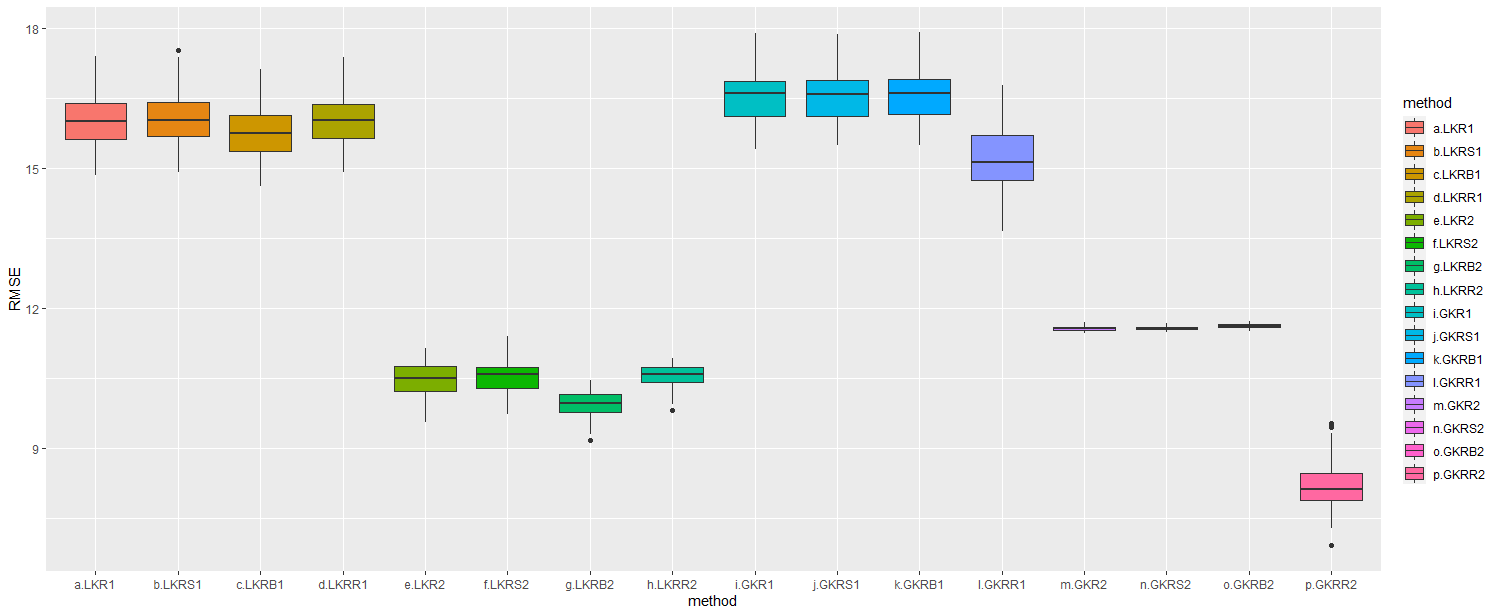 18
15
12
9
RMSE
a.LKR1 b.LKRS1 c.LKRB1 d.LKRR1 e.LKR2 f.LKRS2 g.LKRB2 h.LKRR2 i.GKR1 j.GKRS1 k.GKRB1 l.GKRR1 m.GKR2 n.GKRS2 o.GKRB2 p.GKRR2
method
method
a.LKR1
b.LKRS1
c.LKRB1
d.LKRR1
e.LKR2
f.LKRS2
g.LKRB2
h.LKRR2
i.GKR1
j.GKRS1
k.GKRB1
l.GKRR1
m.GKR2
n.GKRS2
o.GKRB2
p.GKRR2